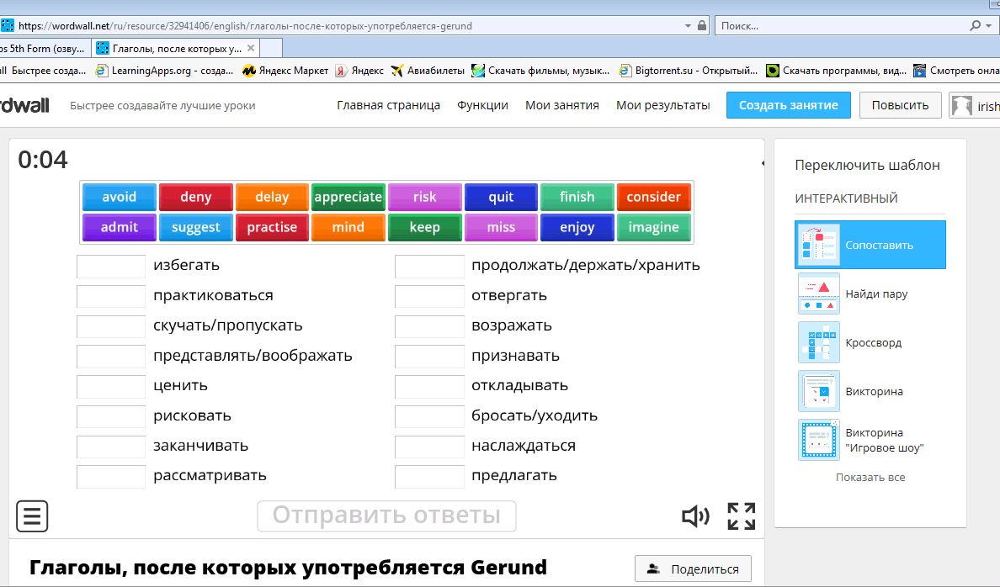 https://wordwall.net/ru/resource/32941406/english/глаголы-после-которых-употребляется-gerund
Поиск...
ps 5th Form (озву...
Глаголы, после которых у...
ll Быстрее созда...
LearningApps.org - созда...
Яндекс Маркет
Яндекс
Авиабилеты
Скачать фильмы, музык...
Bigtorrent.su - Открытый...
Скачать программы, вид...
Смотреть онла
rdwall
Быстрее создавайте лучшие уроки
Главная страница
Функции
Мои занятия
Мои результаты
Создать занятие
Повысить
irish
0:04
avoid deny delay appreciate risk quit finish consider
admit suggest practise mind keep miss enjoy imagine
избегать продолжать/держать/хранить
практиковаться отвергать
скучать/пропускать возражать
представлять/воображать признавать
ценить откладывать
рисковать бросать/уходить
заканчивать наслаждаться
рассматривать предлагать
Отправить ответы
Глаголы, после которых употребляется Gerund
Поделиться
Переключить шаблон
ИНТЕРАКТИВНЫЙ
Сопоставить
Найди пару
Кроссворд
Викторина
Викторина
"Игровое шоу"
Показать все